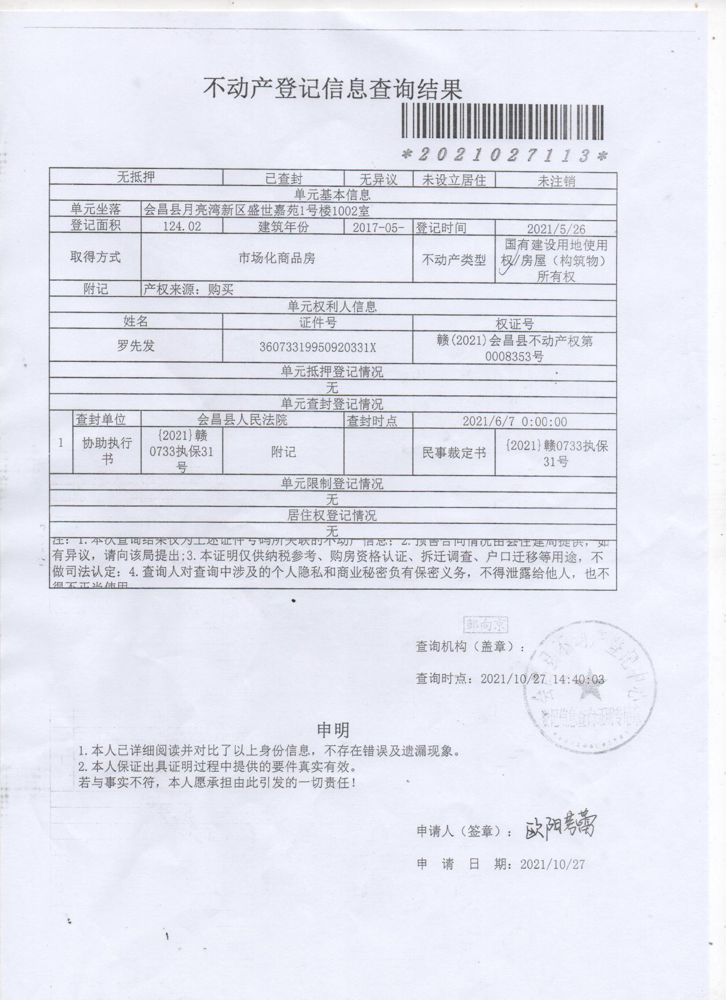 不动产登记信息查询结果
*2021027113*
无抵押 已查封 无异议 未设立居住 未注销
单元基本信息
单元坐落 会昌县月亮湾新区盛世嘉苑1号楼1002室
登记面积 124.02 建筑年份 2017-05- 登记时间 2021/5/26
取得方式 市场化商品房 不动产类型 国有建设用地使用
权/房屋（构筑物）
所有权
附记 产权来源：购买
单元权利人信息
姓名 证件号 权证号
罗先发 36073319950920331X 赣(2021)会昌县不动产权第
0008353号
单元抵押登记情况
无
单元查封登记情况
1 查封单位 会昌县人民法院 查封时点 2021/6/7 0:00:00
协助执行
书 {2021}赣
0733执保31
号 附记 民事裁定书 {2021}赣0733执保
31号
单元限制登记情况
无
居住权登记情况
无
注：1.本次查询结果仅为上述证件号码所关联的不动产信息；2.预售合同情况由县住建局提供，如
有异议，请向该局提出;3.本证明仅供纳税参考、购房资格认证、拆迁调查、户口迁移等用途，不
做司法认定：4.查询人对查询中涉及的个人隐私和商业秘密负有保密义务，不得泄露给他人，也不
得不正当使用
邹向京
查询机构（盖章）：
会昌县不动产登记中心
查询时点：2021/10/27 14:40:03
登记信息查询证明专用章
申明
1.本人已详细阅读并对比了以上身份信息，不存在错误及遗漏现象。
2.本人保证出具证明过程中提供的要件真实有效。
若与事实不符，本人愿承担由此引发的一切责任！
申请人（签章）：欧阳蕾
申 请 日 期：2021/10/27